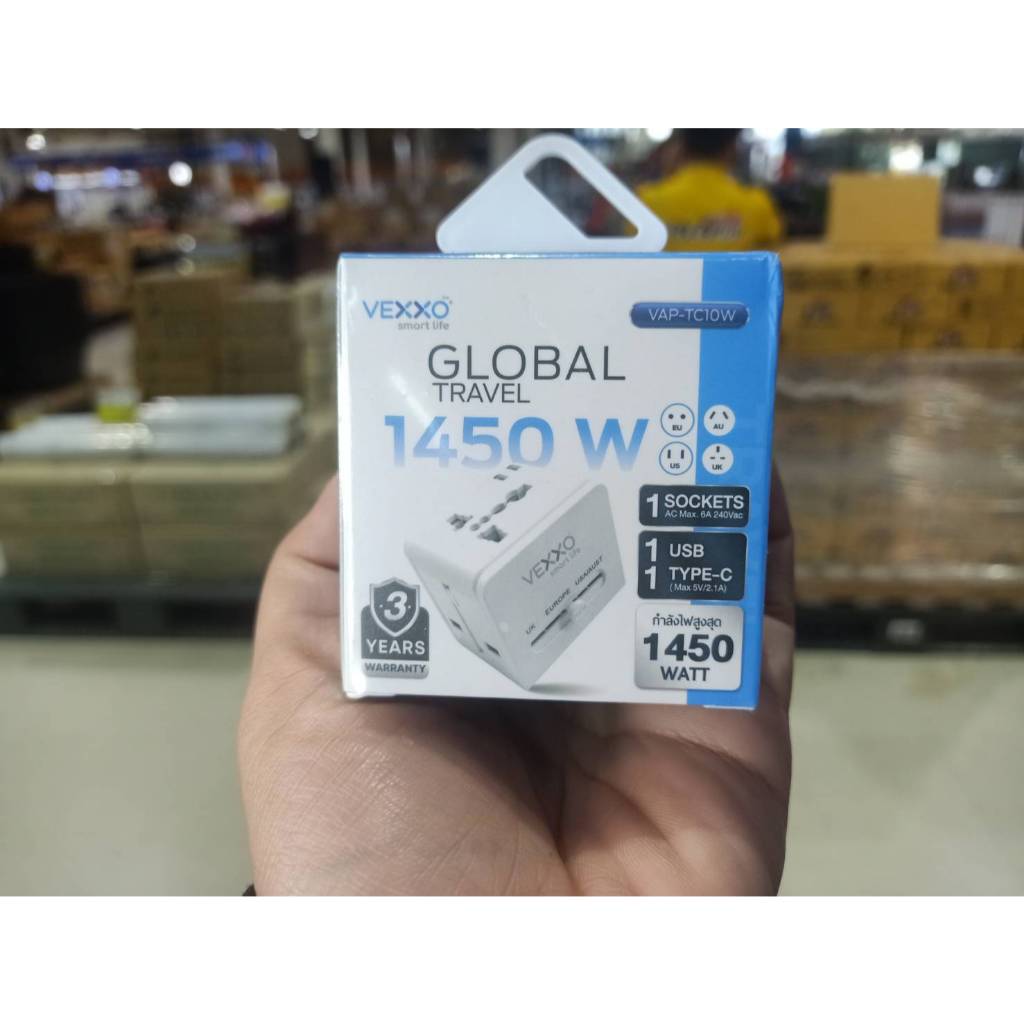 VEXXO™
smart life
VAP-TC10W
GLOBAL
TRAVEL
1450 W
EU
AU
US
UK
1 SOCKETS
AC Max. 6A 240Vac
1 USB
1 TYPE-C
(Max 5V/2.1A)
กำลังไฟสูงสุด
1450
WATT
VEXXO
smart life
UK
EUROPE
USA/AUST
3
YEARS
WARRANTY